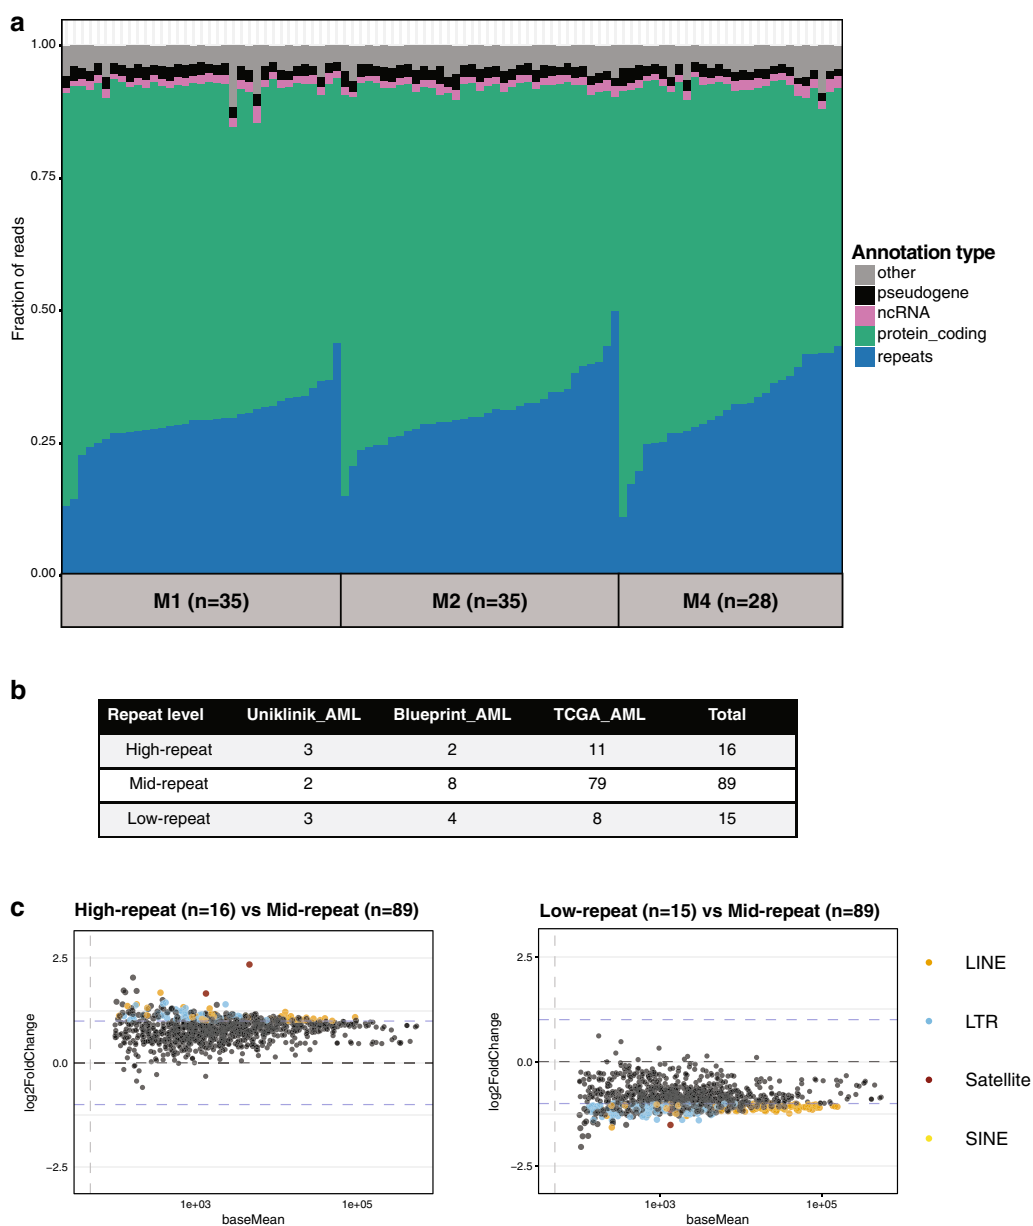 a
1.00
0.75
0.50
0.25
0.00
Fraction of reads
M1 (n=35) M2 (n=35) M4 (n=28)
Annotation type
other
pseudogene
ncRNA
protein_coding
repeats
b
Repeat level Uniklinik_AML Blueprint_AML TCGA_AML Total
High-repeat 3 2 11 16
Mid-repeat 2 8 79 89
Low-repeat 3 4 8 15
c
High-repeat (n=16) vs Mid-repeat (n=89)
2.5
0.0
−2.5
log2FoldChange
1e+03 1e+05
baseMean
Low-repeat (n=15) vs Mid-repeat (n=89)
2.5
0.0
−2.5
log2FoldChange
1e+03 1e+05
baseMean
LINE
LTR
Satellite
SINE